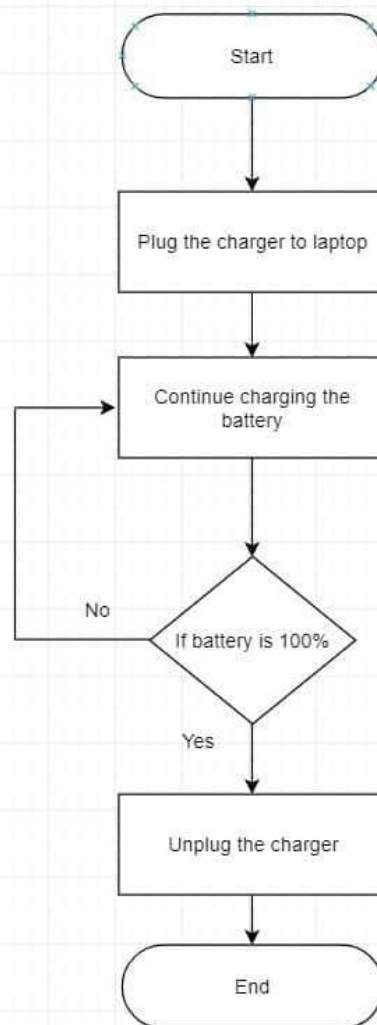 Start
Plug the charger to laptop
Continue charging the
battery
If battery is 100%
No
Yes
Unplug the charger
End